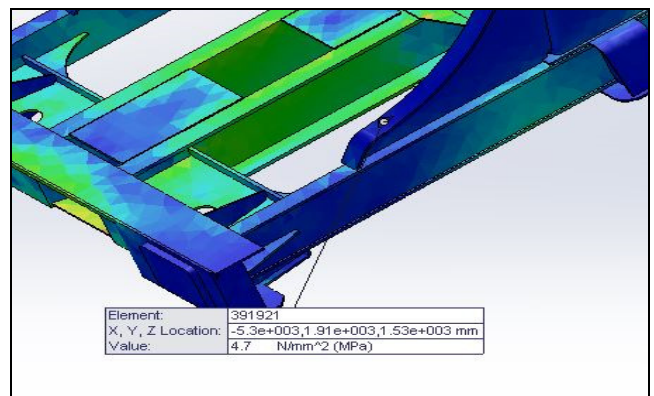 Element: 391921
X, Y, Z Location: -5.3e+003,1.91e+003,1.53e+003 mm
Value: 4.7 N/mm^2 (MPa)